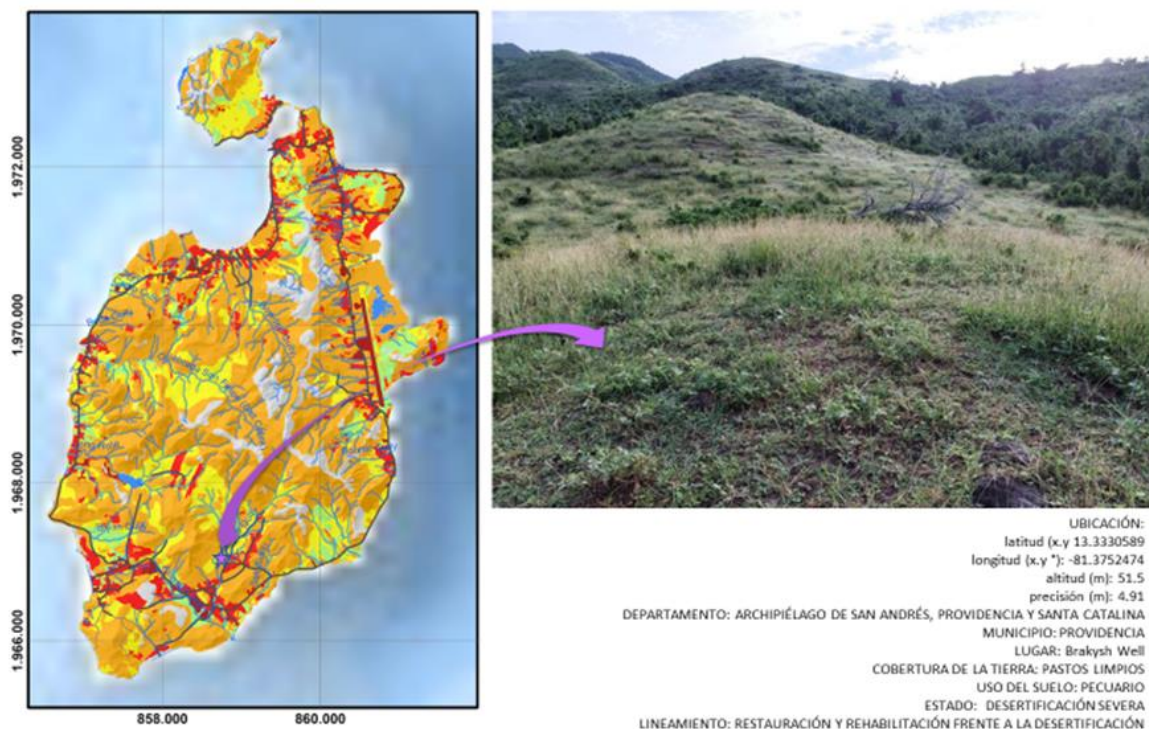 1.972.000
1.970.000
1.968.000
1.966.000
858.000
860.000
UBICACIÓN:
latitud (x.y 13.3330589
longitud (x.y °): -81.3752474
altitud (m): 51.5
precisión (m): 4.91
DEPARTAMENTO: ARCHIPIÉLAGO DE SAN ANDRÉS, PROVIDENCIA Y SANTA CATALINA
MUNICIPIO: PROVIDENCIA
LUGAR: Brakysh Well
COBERTURA DE LA TIERRA: PASTOS LIMPIOS
USO DEL SUELO: PECUARIO
ESTADO: DESERTIFICACIÓN SEVERA
LINEAMIENTO: RESTAURACIÓN Y REHABILITACIÓN FRENTE A LA DESERTIFICACIÓN